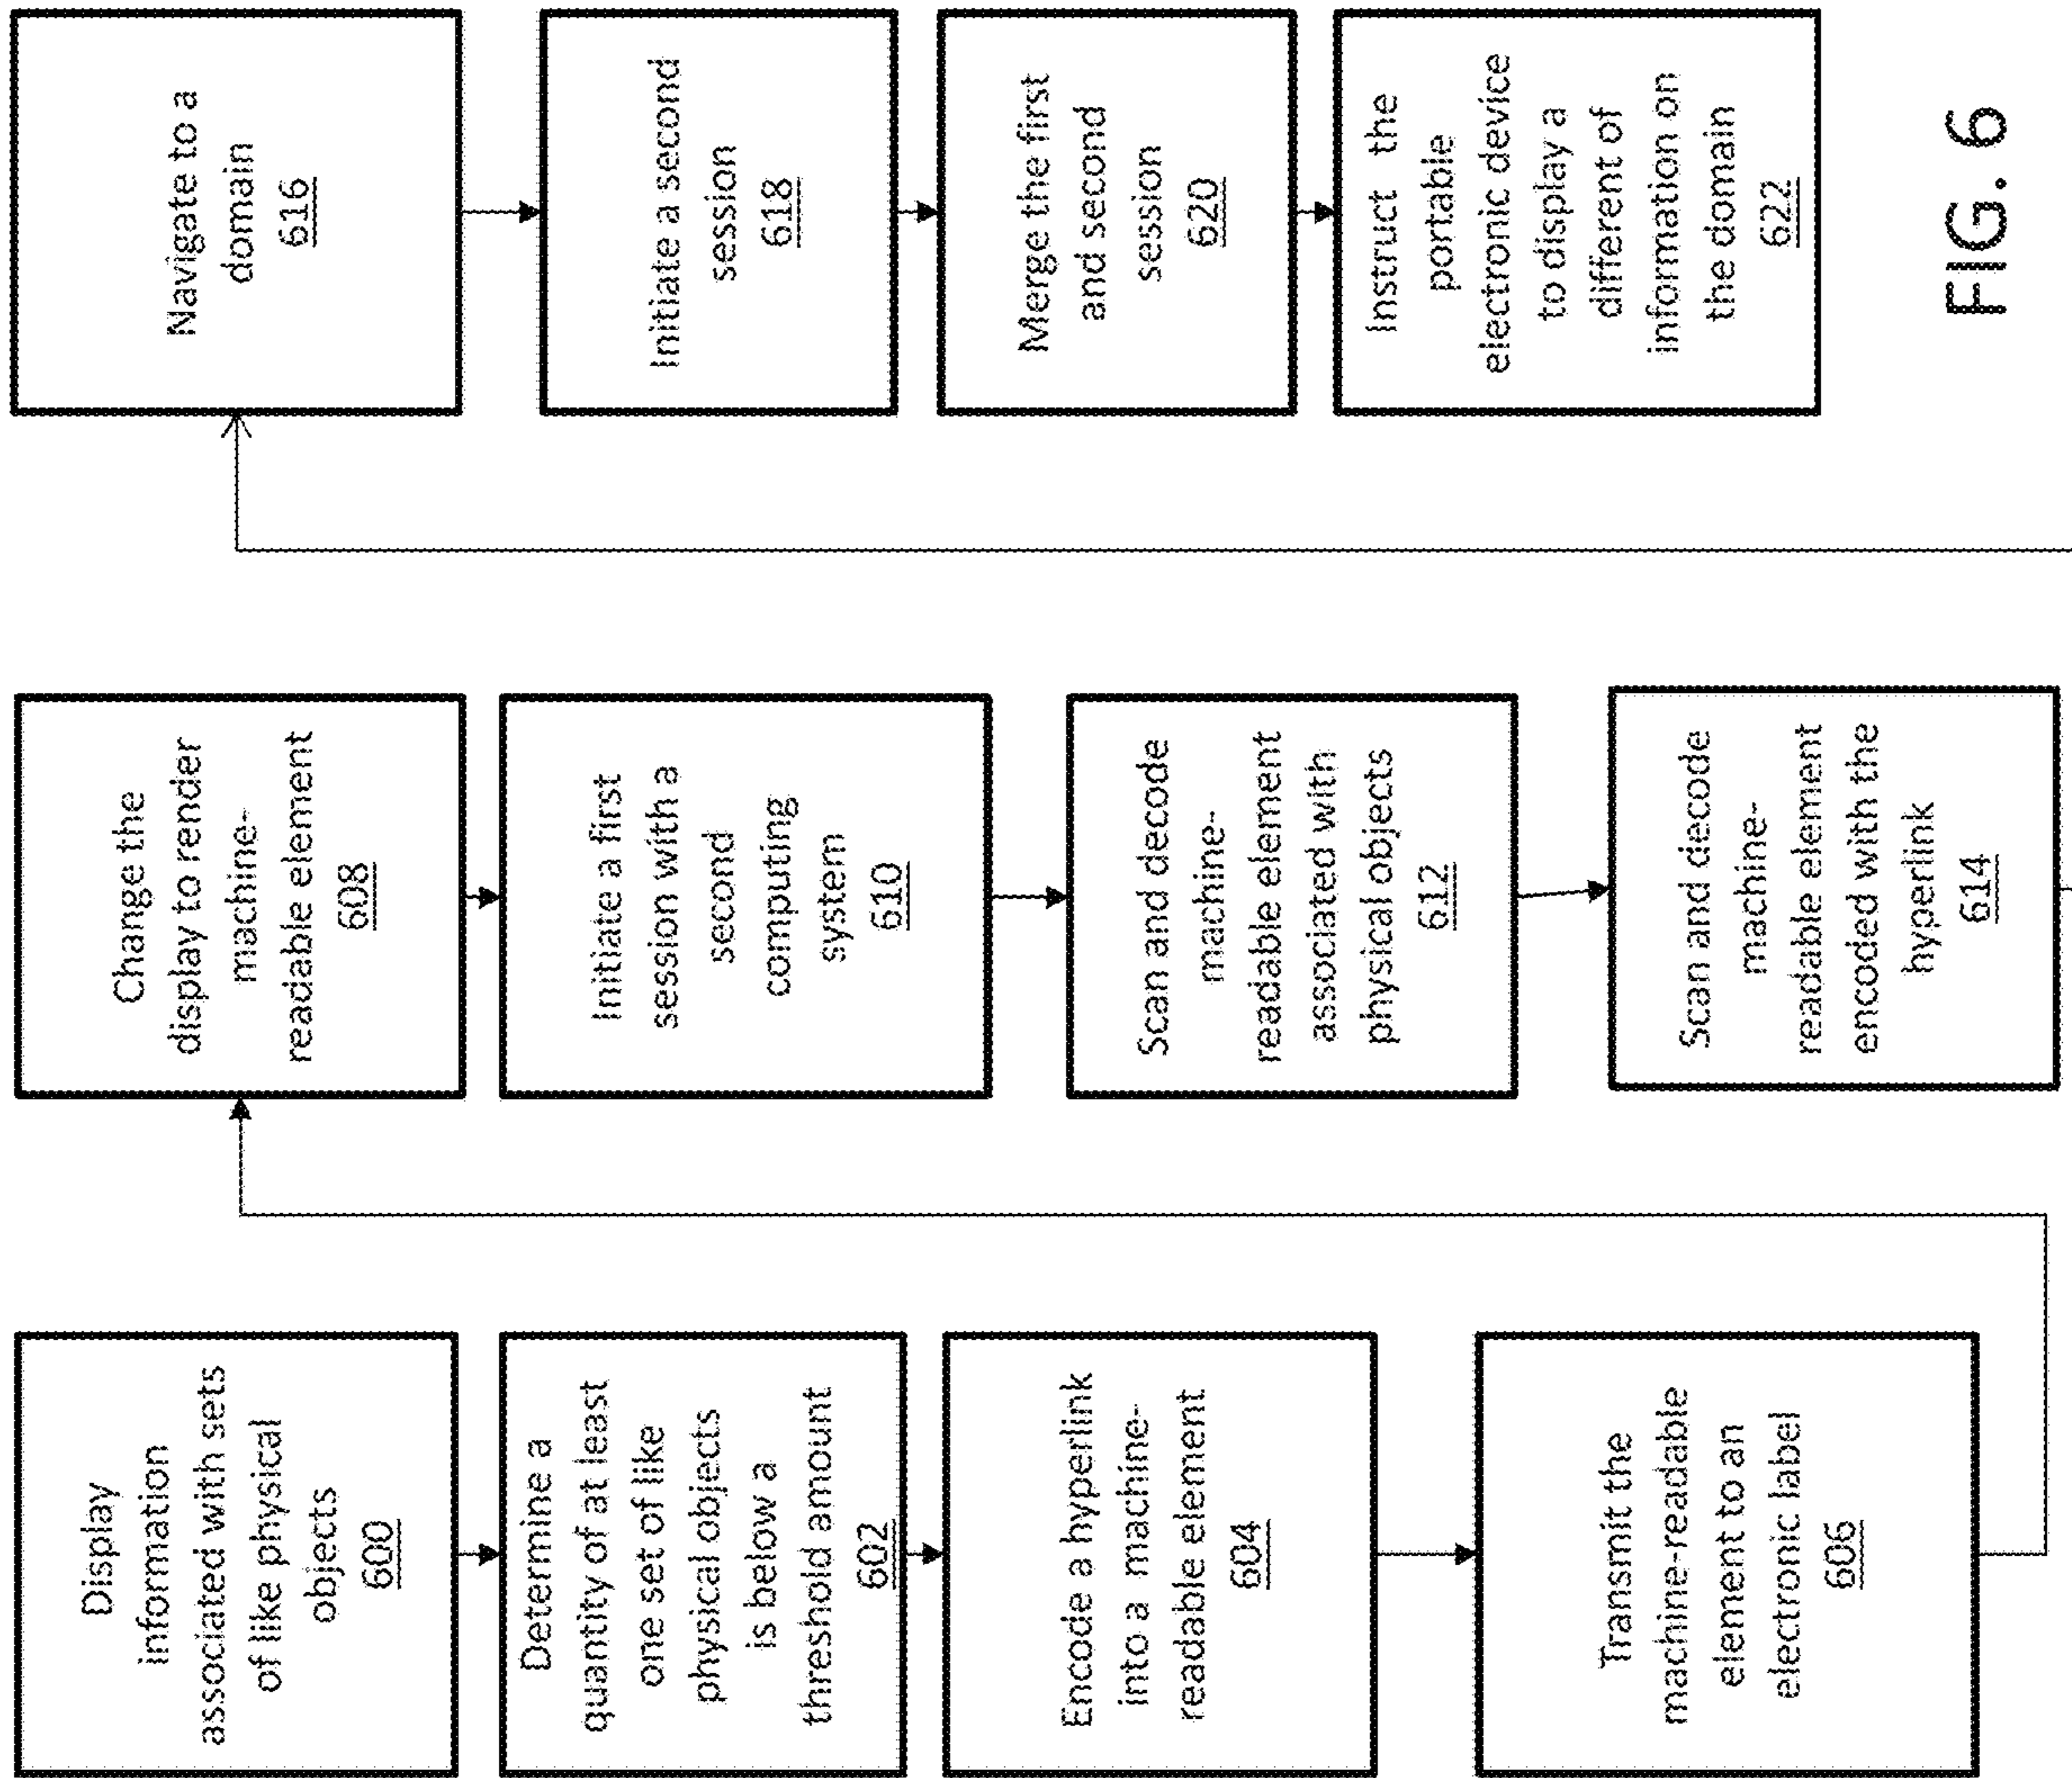 Display
information
associated with sets
of like physical
objects
600
Determine a
quantity of at least
one set of like
physical objects
is below a
threshold amount
602
Encode a hyperlink
into a machine-
readable element
604
Transmit the
machine-readable
element to an
electronic label
606
Change the
display to render
machine-
readable element
608
Initiate a first
session with a
second
computing
system
610
Scan and decode
machine-
readable element
associated with
physical objects
612
Scan and decode
machine-
readable element
encoded with the
hyperlink
614
Navigate to a
domain
616
Initiate a second
session
618
Merge the first
and second
session
620
Instruct the
portable
electronic device
to display a
different of
information on
the domain
622
FIG. 6